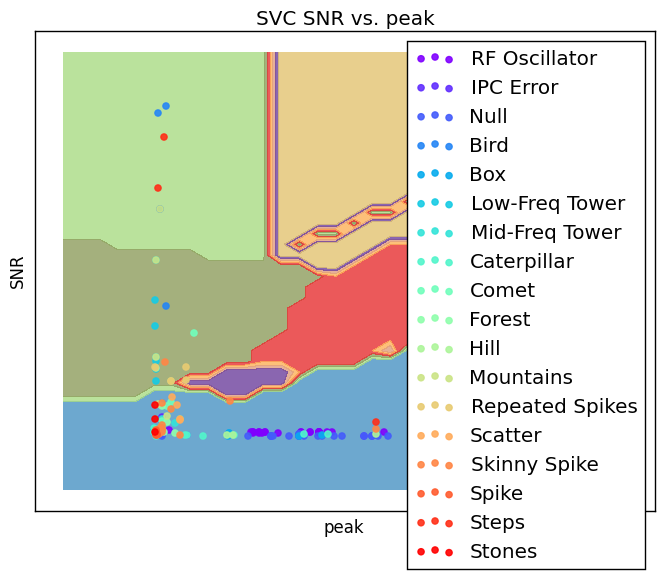 SVC SNR vs. peak
SNR
peak
RF Oscillator
IPC Error
Null
Bird
Box
Low-Freq Tower
Mid-Freq Tower
Caterpillar
Comet
Forest
Hill
Mountains
Repeated Spikes
Scatter
Skinny Spike
Spike
Steps
Stones